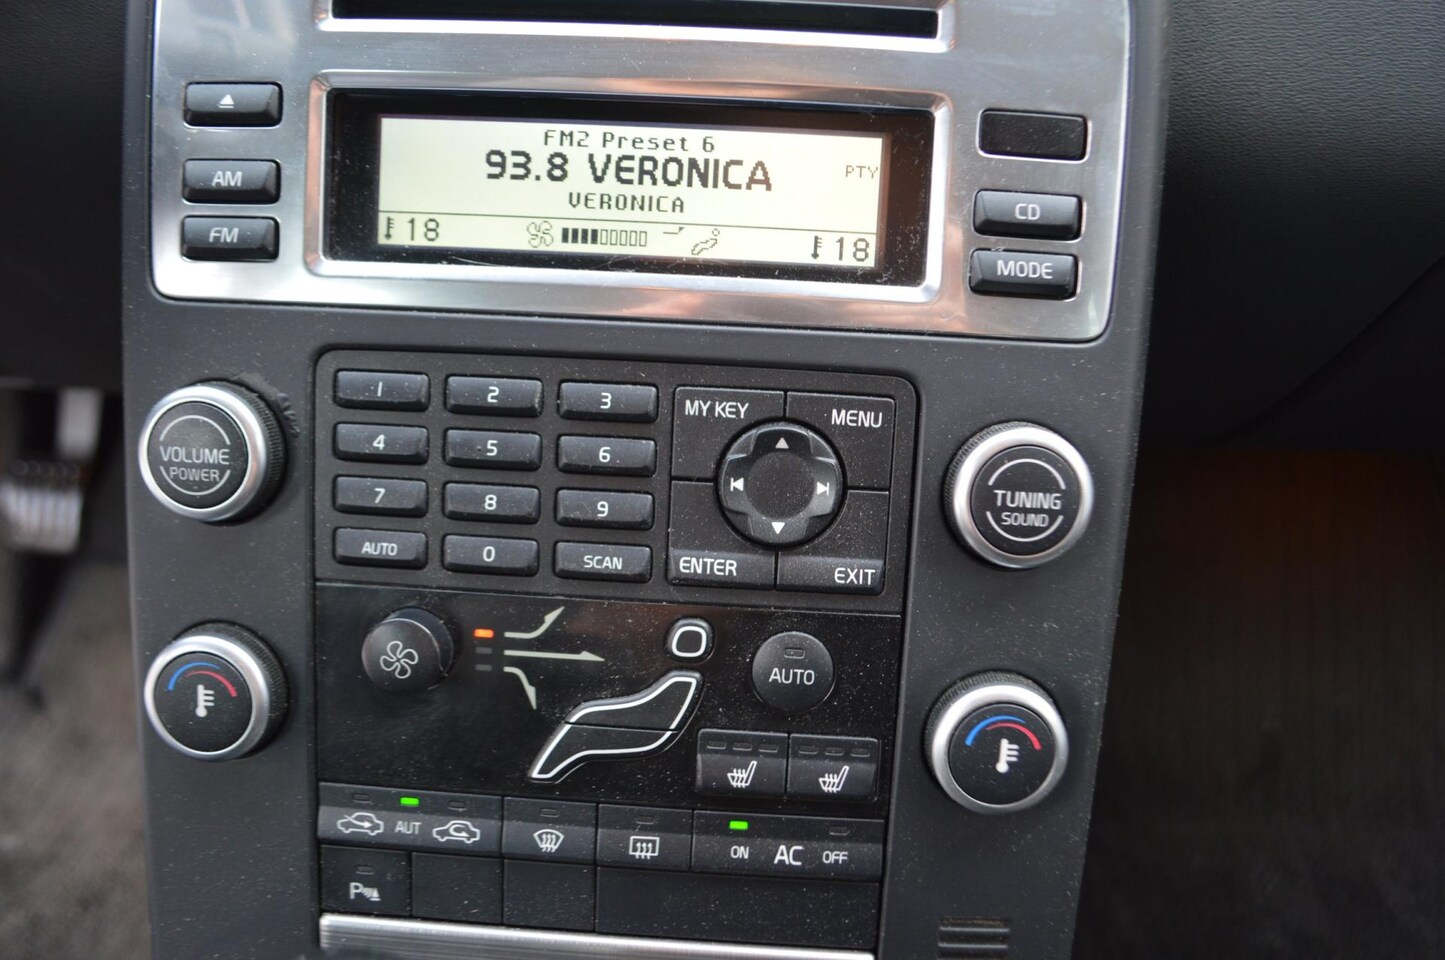 FM2 Preset 6
93.8 VERONICA
PTY
VERONICA
18
18
AM
FM
CD
MODE
1
2
3
4
5
6
7
8
9
AUTO
0
SCAN
MY KEY
MENU
ENTER
EXIT
VOLUME
POWER
TUNING
SOUND
AUTO
AUT
ON
AC
OFF
P